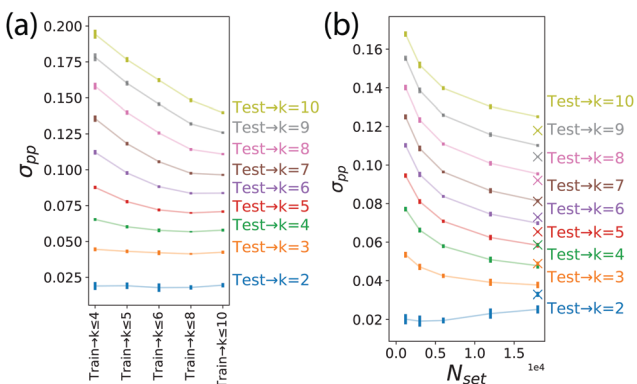 (a)
σpp
0.200
0.175
0.150
0.125
0.100
0.075
0.050
0.025
Test→k=10
Test→k=9
Test→k=8
Test→k=7
Test→k=6
Test→k=5
Test→k=4
Test→k=3
Test→k=2
Train→k≤4
Train→k≤5
Train→k≤6
Train→k≤8
Train→k≤10
(b)
σpp
0.16
0.14
0.12
0.10
0.08
0.06
0.04
0.02
Test→k=10
Test→k=9
Test→k=8
Test→k=7
Test→k=6
Test→k=5
Test→k=4
Test→k=3
Test→k=2
0.0 0.5 1.0 1.5
1e4
Nset